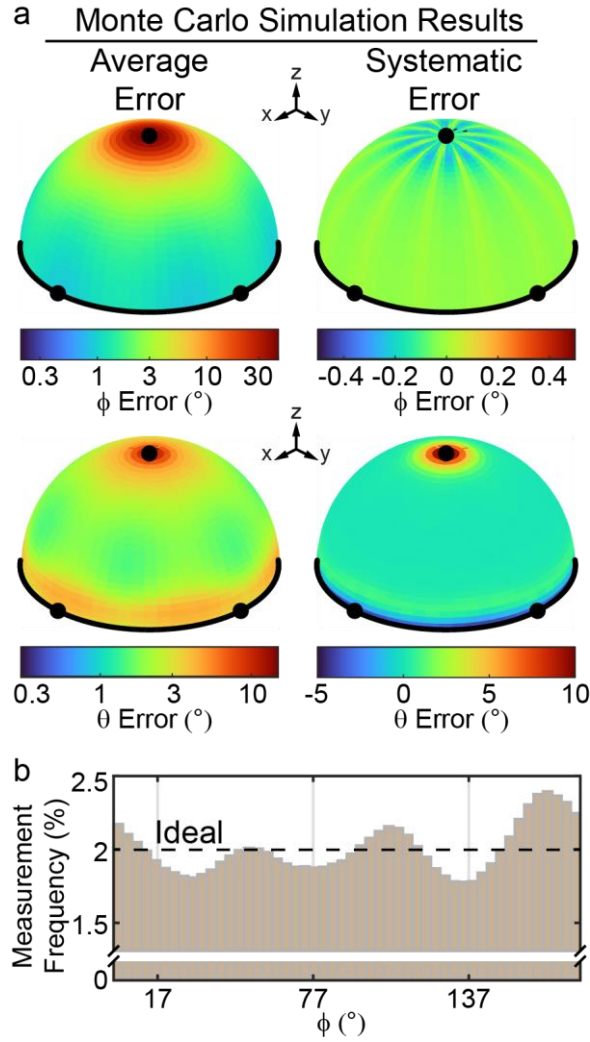 a
Monte Carlo Simulation Results
Average Error
Systematic Error
z
x y
0.3 1 3 10 30
ϕ Error (°)
-0.4 -0.2 0 0.2 0.4
ϕ Error (°)
z
x y
0.3 1 3 10
θ Error (°)
-5 0 5 10
θ Error (°)
b
Measurement
Frequency (%)
2.5
2
1.5
0
Ideal
17 77 137
ϕ (°)